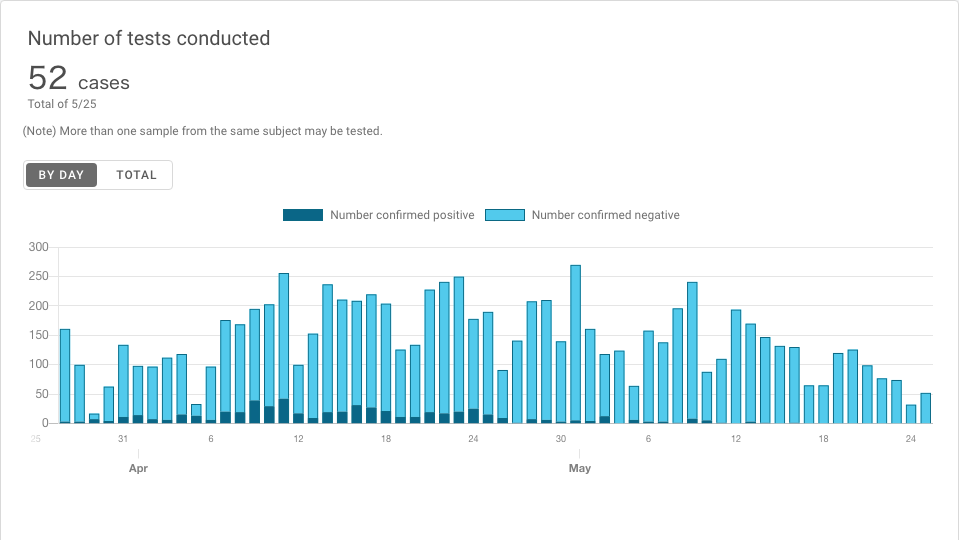 Number of tests conducted
52 cases
Total of 5/25
(Note) More than one sample from the same subject may be tested.
BY DAY TOTAL
Number confirmed positive Number confirmed negative
300
250
200
150
100
50
0
25 31 6 12 18 24 30 6 12 18 24
Apr May